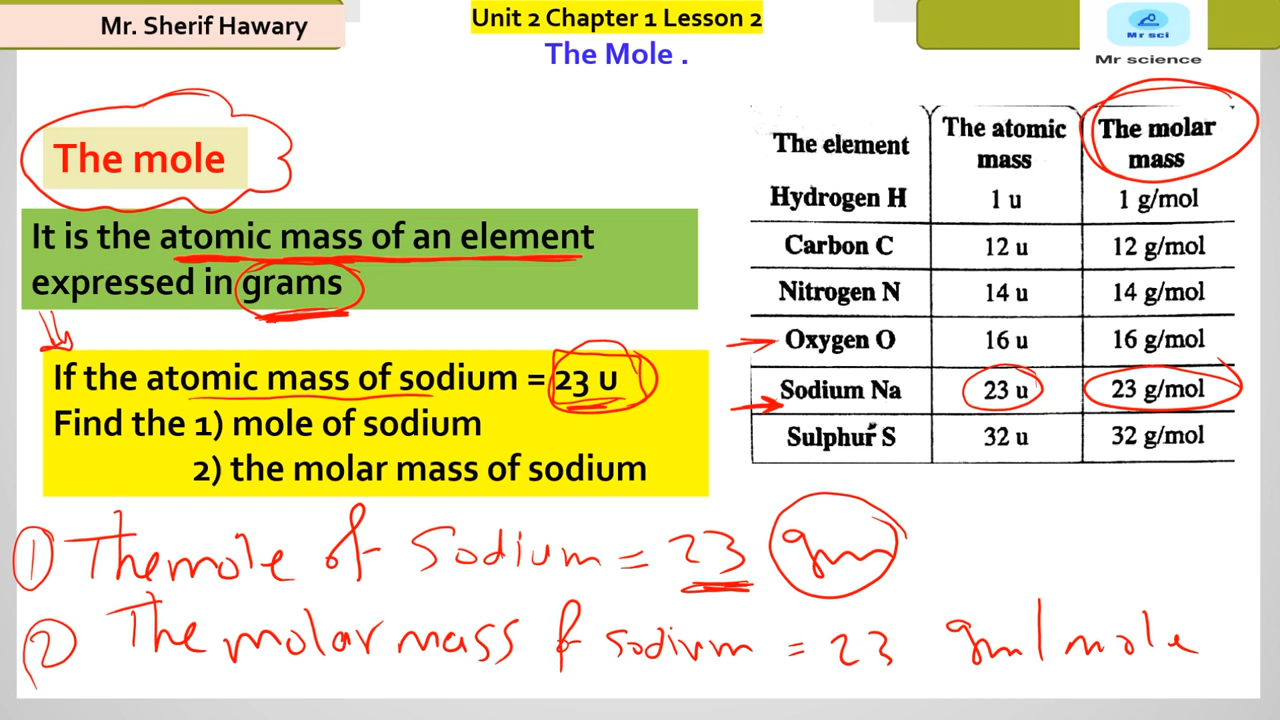 Mr. Sherif Hawary
Unit 2 Chapter 1 Lesson 2
The Mole .
Mr sci
Mr science
The mole
It is the atomic mass of an element
expressed in grams
If the atomic mass of sodium = 23 u
Find the 1) mole of sodium
2) the molar mass of sodium
The element The atomic mass The molar mass
Hydrogen H 1 u 1 g/mol
Carbon C 12 u 12 g/mol
Nitrogen N 14 u 14 g/mol
Oxygen O 16 u 16 g/mol
Sodium Na 23 u 23 g/mol
Sulphur S 32 u 32 g/mol
1 The mole of Sodium = 23 gm
2 The molar mass of sodium = 23 gm/mole